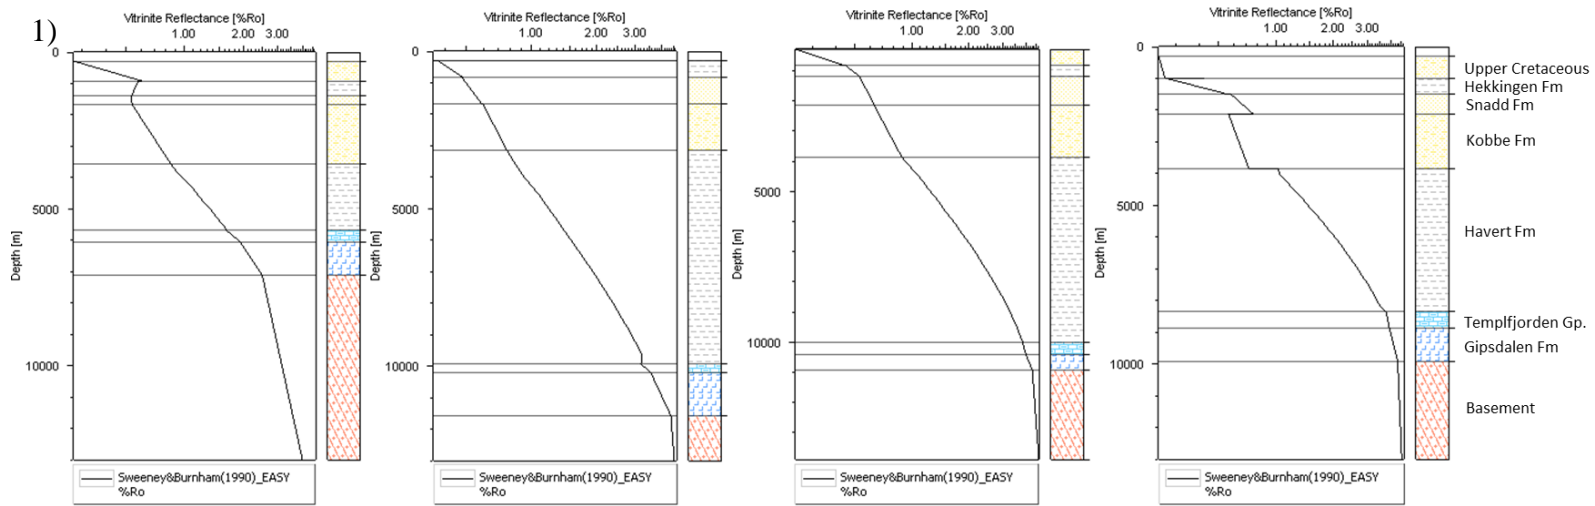 1)
Vitrinite Reflectance [%Ro]
1.00 2.00 3.00
0
5000
10000
Depth [m]
Sweeney&Burnham(1990)_EASY
%Ro
Vitrinite Reflectance [%Ro]
1.00 2.00 3.00
0
5000
10000
Depth [m]
Sweeney&Burnham(1990)_EASY
%Ro
Vitrinite Reflectance [%Ro]
1.00 2.00 3.00
5000
10000
Depth [m]
Sweeney&Burnham(1990)_EASY
%Ro
Vitrinite Reflectance [%Ro]
1.00 2.00 3.00
0
5000
10000
Depth [m]
Sweeney&Burnham(1990)_EASY
%Ro
Upper Cretaceous
Hekkingen Fm
Snadd Fm
Kobbe Fm
Havert Fm
Templfjorden Gp.
Gipsdalen Fm
Basement